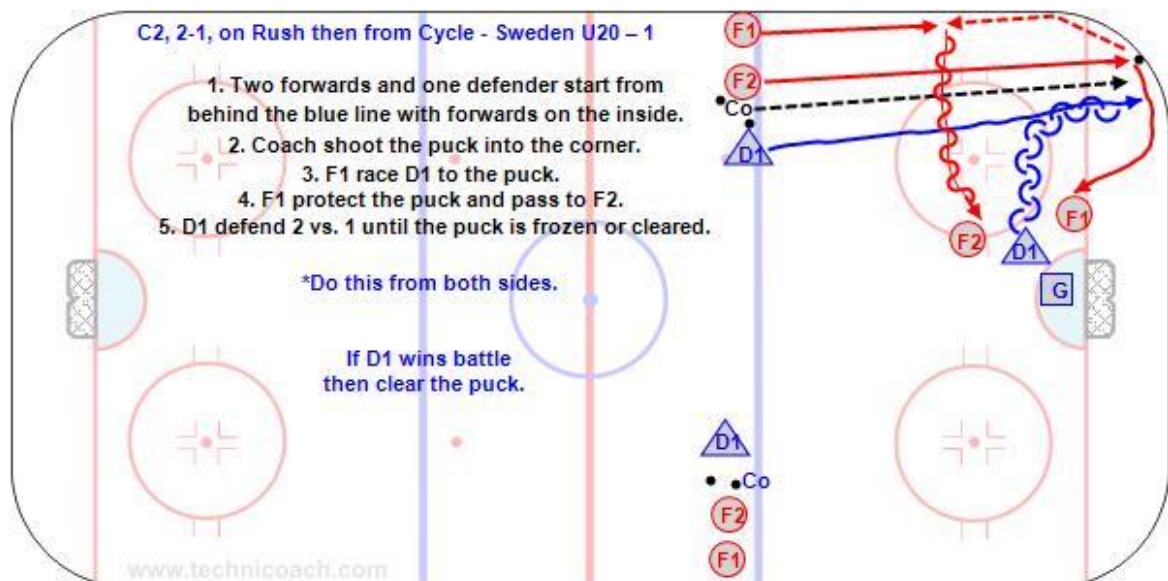 C2, 2-1, on Rush then from Cycle - Sweden U20 – 1
1. Two forwards and one defender start from
behind the blue line with forwards on the inside.
2. Coach shoot the puck into the corner.
3. F1 race D1 to the puck.
4. F1 protect the puck and pass to F2.
5. D1 defend 2 vs. 1 until the puck is frozen or cleared.
*Do this from both sides.
If D1 wins battle
then clear the puck.
F1
F2
Co
D1
F1
F2
D1
G
D1
Co
F2
F1
www.technicoach.com